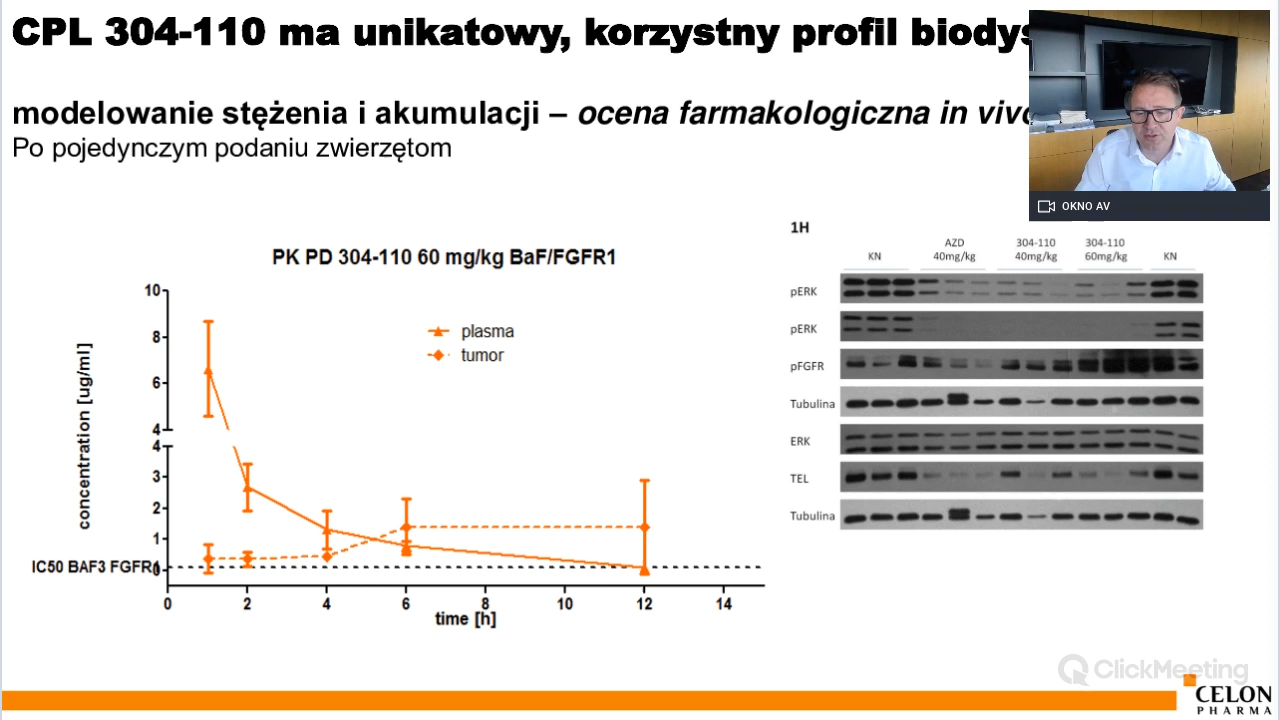 CPL 304-110 ma unikatowy, korzystny profil biodys
modelowanie stężenia i akumulacji – ocena farmakologiczna in vivo
Po pojedynczym podaniu zwierzętom
OKNO AV
PK PD 304-110 60 mg/kg BaF/FGFR1
plasma
tumor
concentration [ug/ml]
10
8
6
4
4
3
2
1
0
IC50 BAF3 FGFR1
0 2 4 6 8 10 12 14
time [h]
1H
KN AZD 40mg/kg 304-110 40mg/kg 304-110 60mg/kg KN
pERK
pERK
pFGFR
Tubulina
ERK
TEL
Tubulina
ClickMeeting
CELON
PHARMA